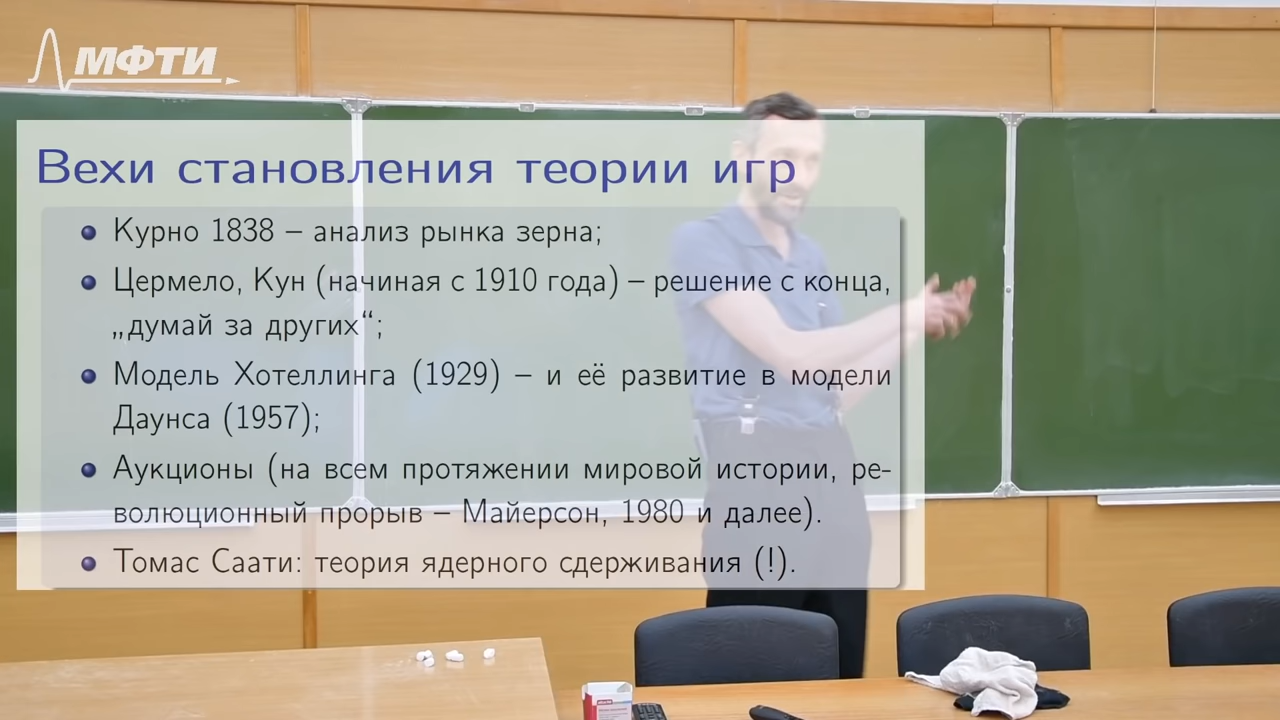 МФТИ
Вехи становления теории игр
Курно 1838 – анализ рынка зерна;
Цермело, Кун (начиная с 1910 года) – решение с конца,
„думай за других“;
Модель Хотеллинга (1929) – и её развитие в модели
Даунса (1957);
Аукционы (на всем протяжении мировой истории, ре-
волюционный прорыв – Майерсон, 1980 и далее).
Томас Саати: теория ядерного сдерживания (!).